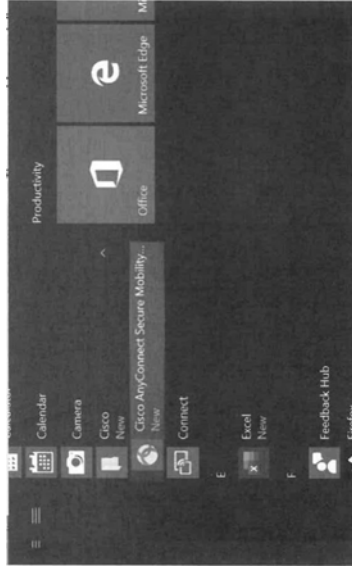 Calendar
Camera
Cisco
New
Cisco AnyConnect Secure Mobility...
New
Connect
E
Excel
New
F
Feedback Hub
Productivity
Office
Microsoft Edge